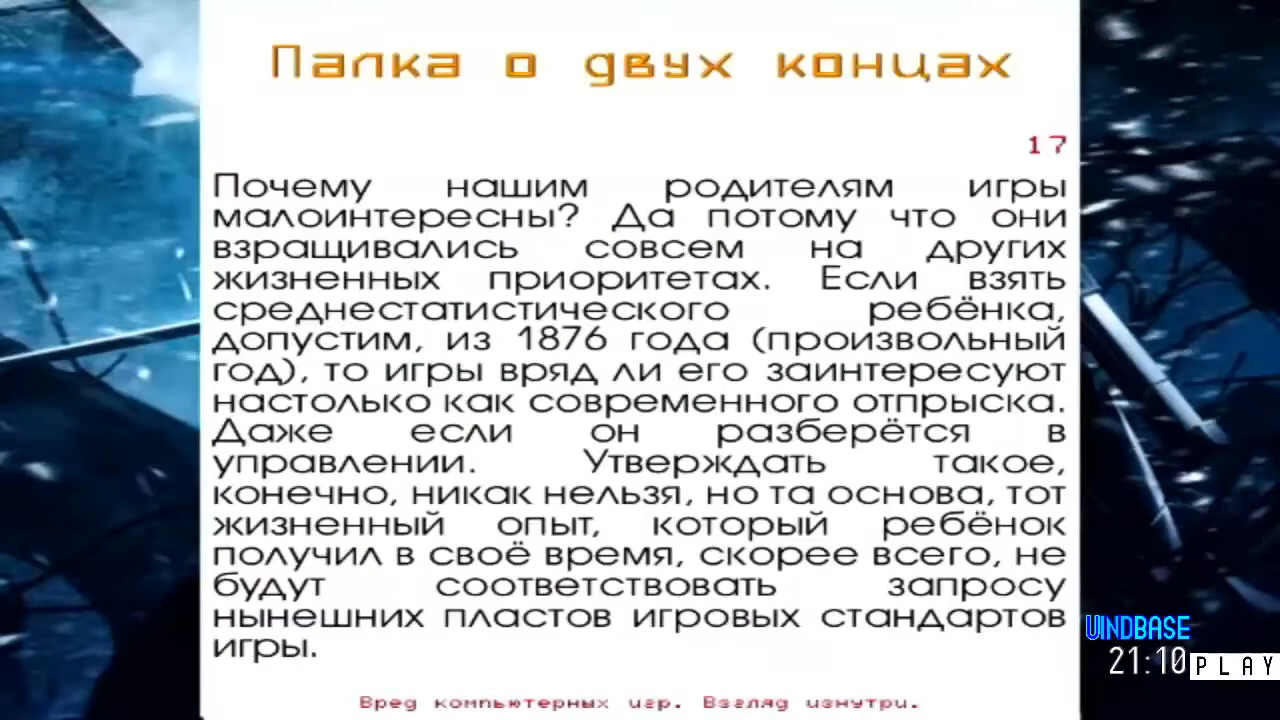 Палка о двух концах
17
Почему нашим родителям игры
малоинтересны? Да потому что они
взращивались совсем на других
жизненных приоритетах. Если взять
среднестатистического ребёнка,
допустим, из 1876 года (произвольный
год), то игры вряд ли его заинтересуют
настолько как современного отпрыска.
Даже если он разберётся в
управлении. Утверждать такое,
конечно, никак нельзя, но та основа, тот
жизненный опыт, который ребёнок
получил в своё время, скорее всего, не
будут соответствовать запросу
нынешних пластов игровых стандартов
игры.
Вред компьютерных игр. Взгляд изнутри.
UINDBASE
21:10
PLAY